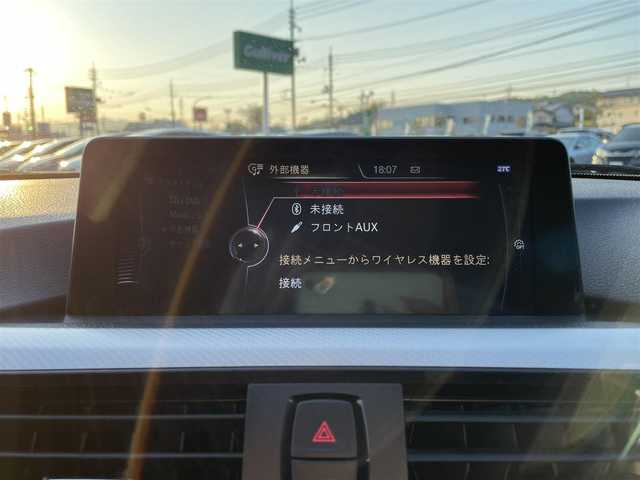 Gulliver
外部機器
18:07
21℃
未接続
未接続
フロントAUX
接続メニューからワイヤレス機器を設定:
接続